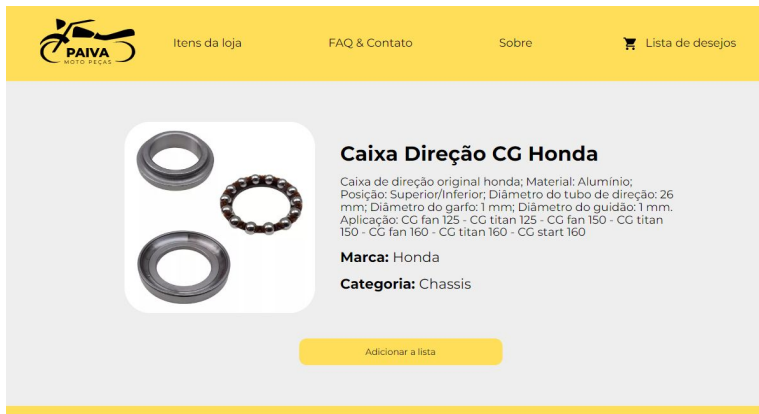 PAIVA
MOTO PEÇAS
Itens da loja
FAQ & Contato
Sobre
Lista de desejos
Caixa Direção CG Honda
Caixa de direção original honda; Material: Alumínio;
Posição: Superior/Inferior; Diâmetro do tubo de direção: 26
mm; Diâmetro do garfo: 1 mm; Diâmetro do guidão: 1 mm.
Aplicação: CG fan 125 - CG titan 125 - CG fan 150 - CG titan
150 - CG fan 160 - CG titan 160 - CG start 160
Marca: Honda
Categoria: Chassis
Adicionar a lista